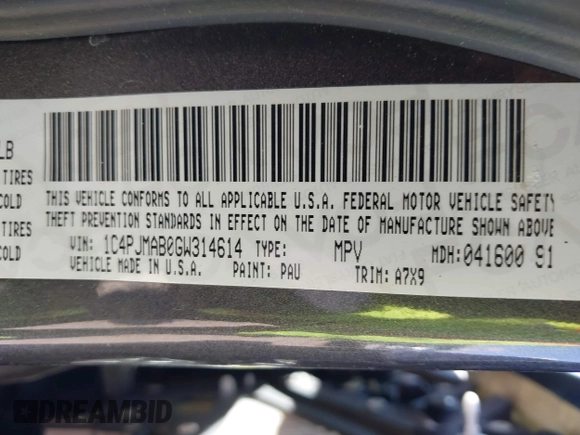 LB
TIRES
COLD
TIRES
COLD
THIS VEHICLE CONFORMS TO ALL APPLICABLE U.S.A. FEDERAL MOTOR VEHICLE SAFETY
THEFT PREVENTION STANDARDS IN EFFECT ON THE DATE OF MANUFACTURE SHOWN ABOVE
VIN: 1C4PJMAB0GW314614 TYPE: MPV MDH: 041600 91
VEHICLE MADE IN U.S.A. PAINT: PAU TRIM: A7X9
DREAMBID